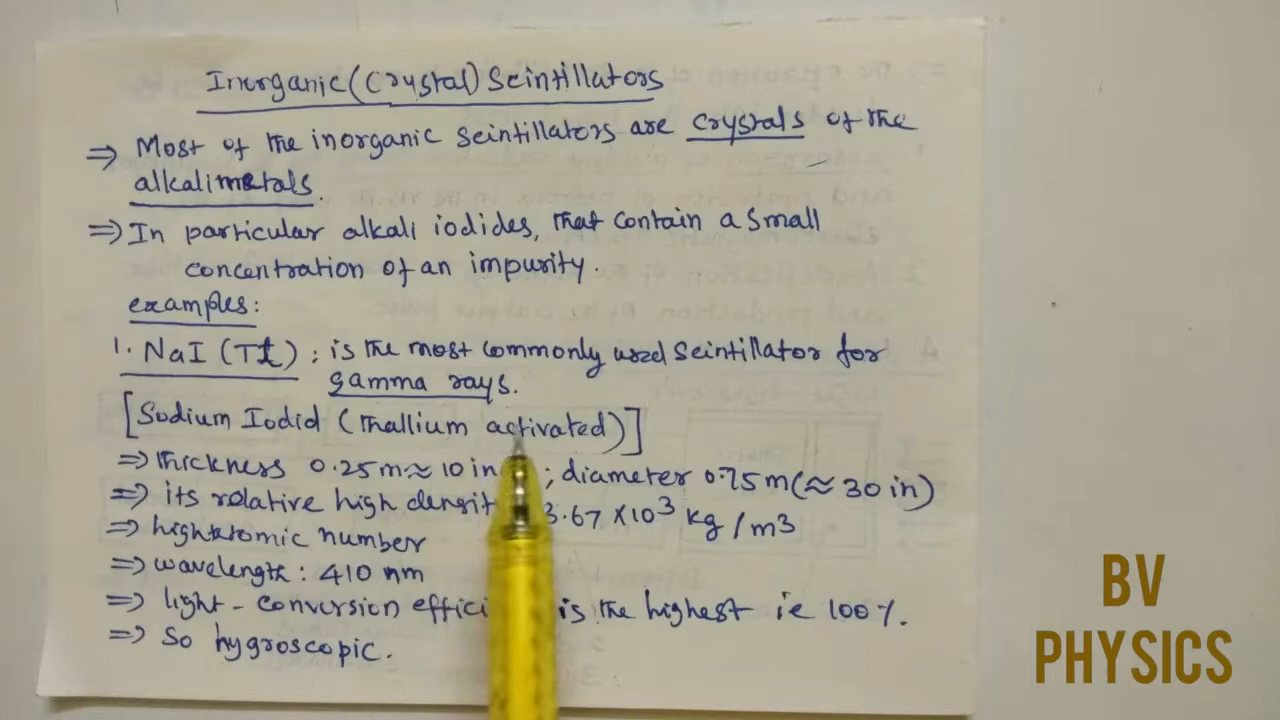 Inorganic (Crystal) Scintillators
⇒ Most of the inorganic scintillators are crystals of the
alkalimetals.
⇒ In particular alkali iodides, that contain a small
concentration of an impurity.
examples:
1. NaI (Tl) : is the most commonly used scintillator for
gamma rays.
[Sodium Iodid (Thallium activated)]
⇒ thickness 0.25m ≈ 10 in ; diameter 0.75m (≈ 30 in)
⇒ its relative high densit 3.67 × 10³ kg / m3
⇒ high atomic number
⇒ wavelength : 410 nm
⇒ light - conversion effici is the highest ie 100%.
⇒ So hygroscopic.
BV
PHYSICS